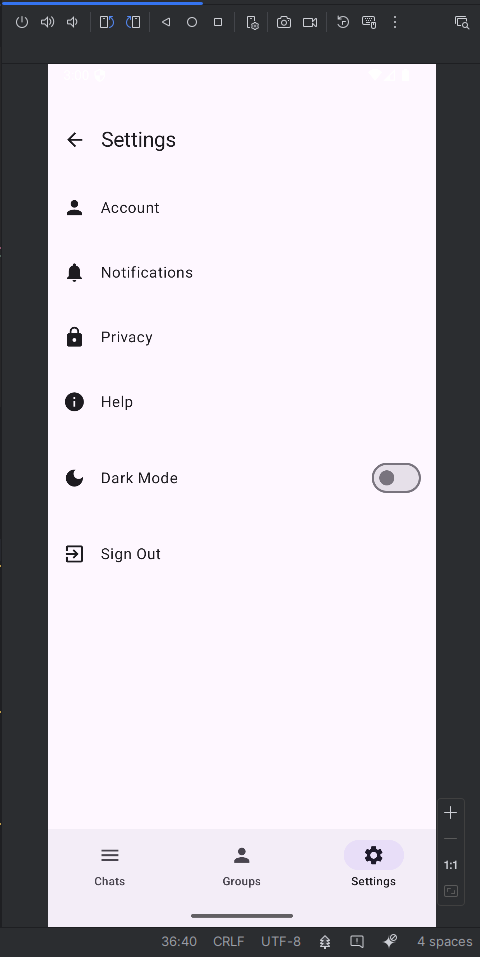 Settings
Account
Notifications
Privacy
Help
Dark Mode
Sign Out
Chats
Groups
Settings
1:1
36:40 CRLF UTF-8 4 spaces